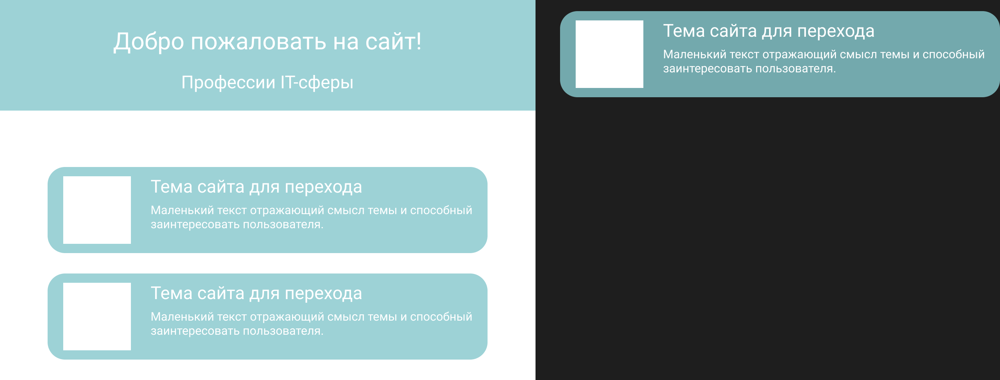 Добро пожаловать на сайт!
Профессии IT-сферы
Тема сайта для перехода
Маленький текст отражающий смысл темы и способный
заинтересовать пользователя.
Тема сайта для перехода
Маленький текст отражающий смысл темы и способный
заинтересовать пользователя.
Тема сайта для перехода
Маленький текст отражающий смысл темы и способный
заинтересовать пользователя.